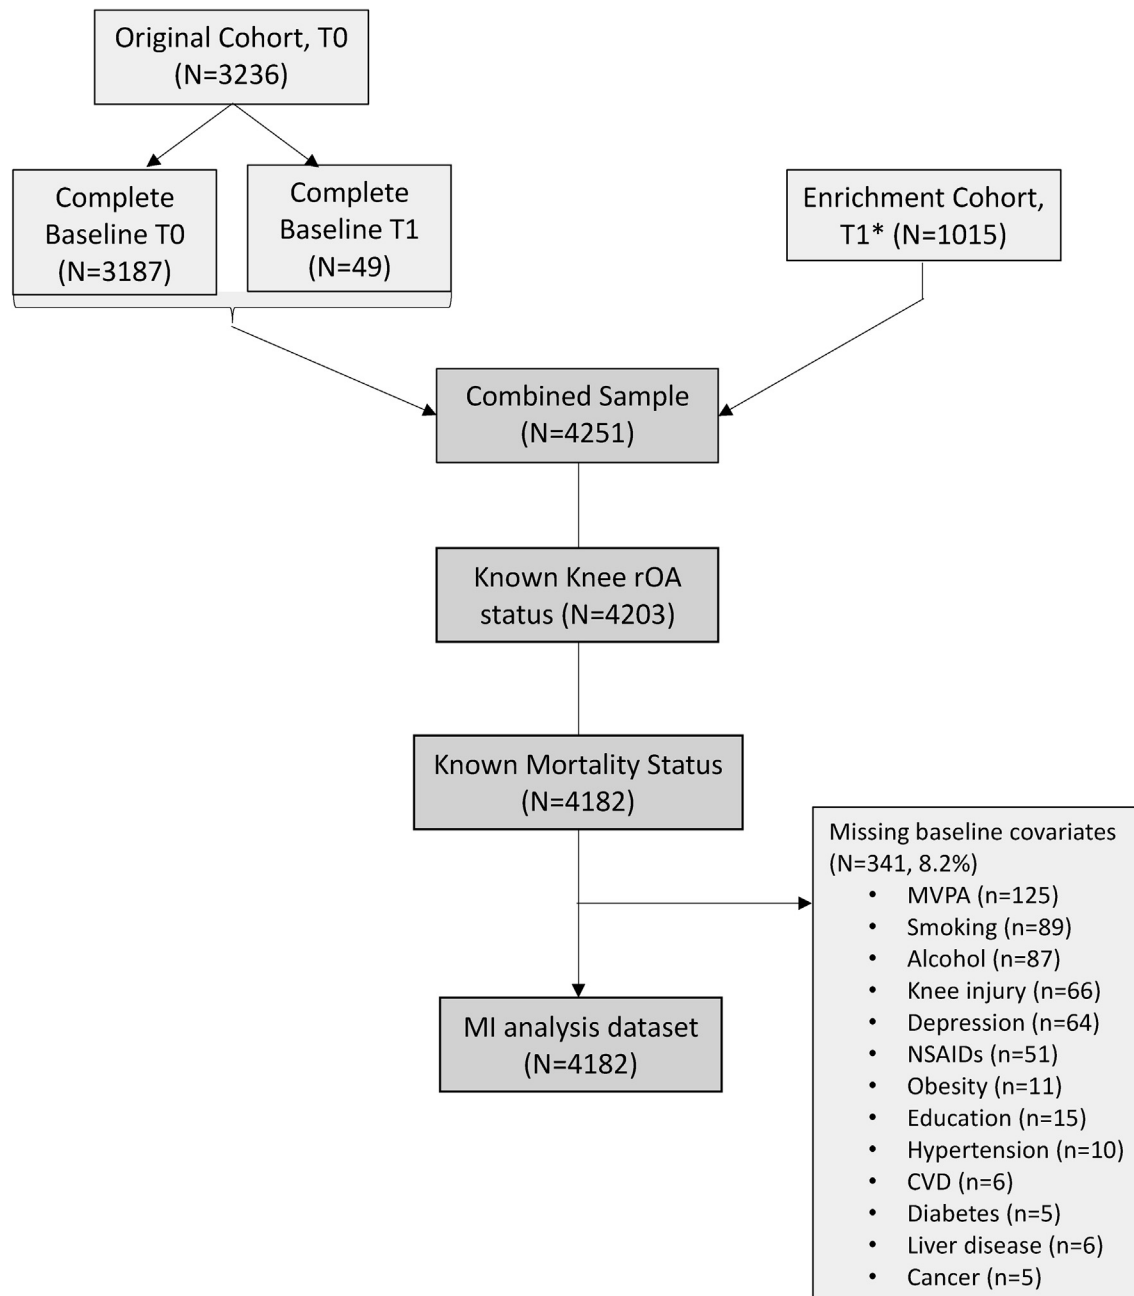 Original Cohort, T0
(N=3236)
Complete
Baseline T0
(N=3187)
Complete
Baseline T1
(N=49)
Enrichment Cohort,
T1* (N=1015)
Combined Sample
(N=4251)
Known Knee rOA
status (N=4203)
Known Mortality Status
(N=4182)
Missing baseline covariates
(N=341, 8.2%)
• MVPA (n=125)
• Smoking (n=89)
• Alcohol (n=87)
• Knee injury (n=66)
• Depression (n=64)
• NSAIDs (n=51)
• Obesity (n=11)
• Education (n=15)
• Hypertension (n=10)
• CVD (n=6)
• Diabetes (n=5)
• Liver disease (n=6)
• Cancer (n=5)
MI analysis dataset
(N=4182)